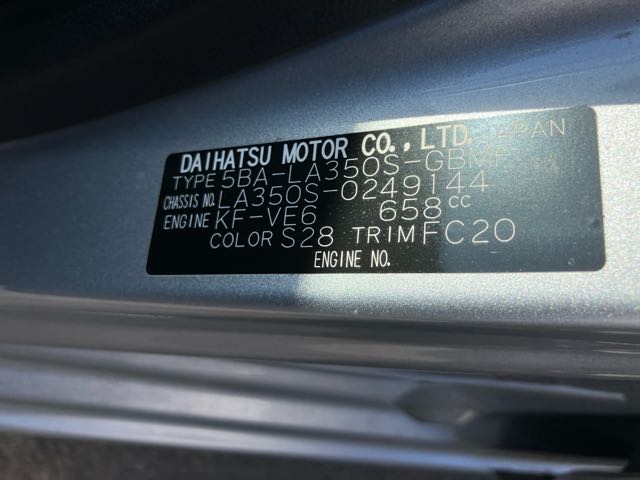 DAIHATSU MOTOR CO., LTD. JAPAN
TYPE 5BA-LA350S-GBMF
CHASSIS NO. LA350S-0249144
ENGINE KF-VE6 658cc
COLOR S28 TRIM FC20
ENGINE NO.